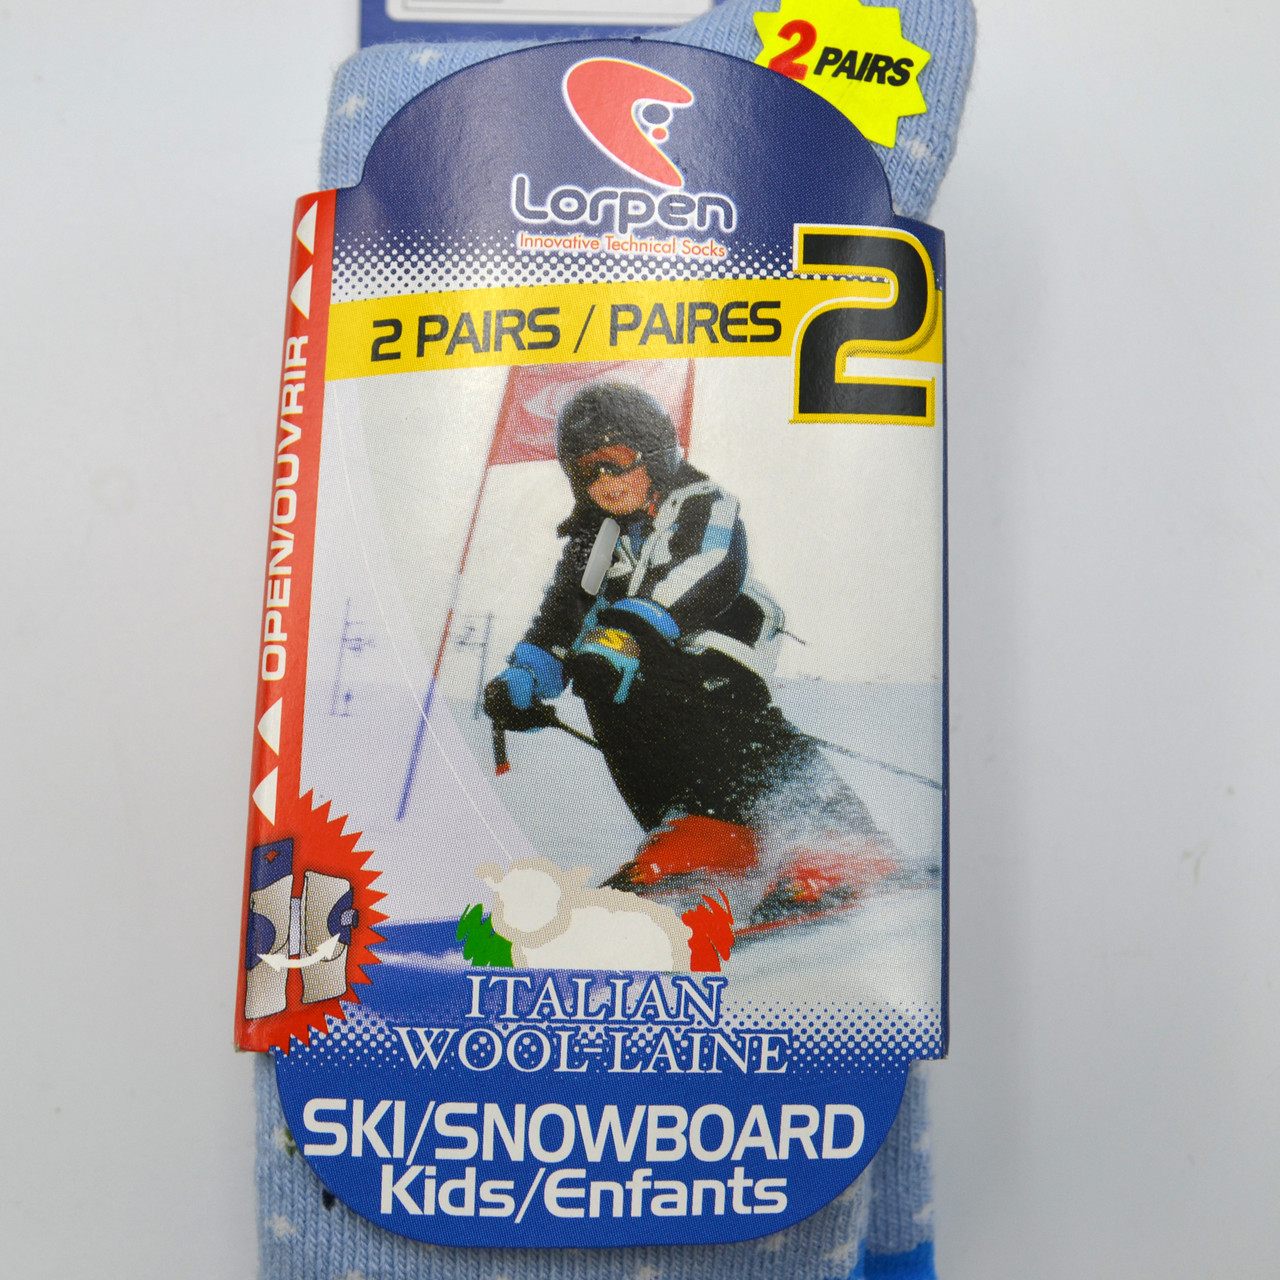 2 PAIRS
Lorpen
Innovative Technical Socks
2 PAIRS / PAIRES
2
OPEN/OUVRIR
ITALIAN
WOOL-LAINE
SKI/SNOWBOARD
Kids/Enfants